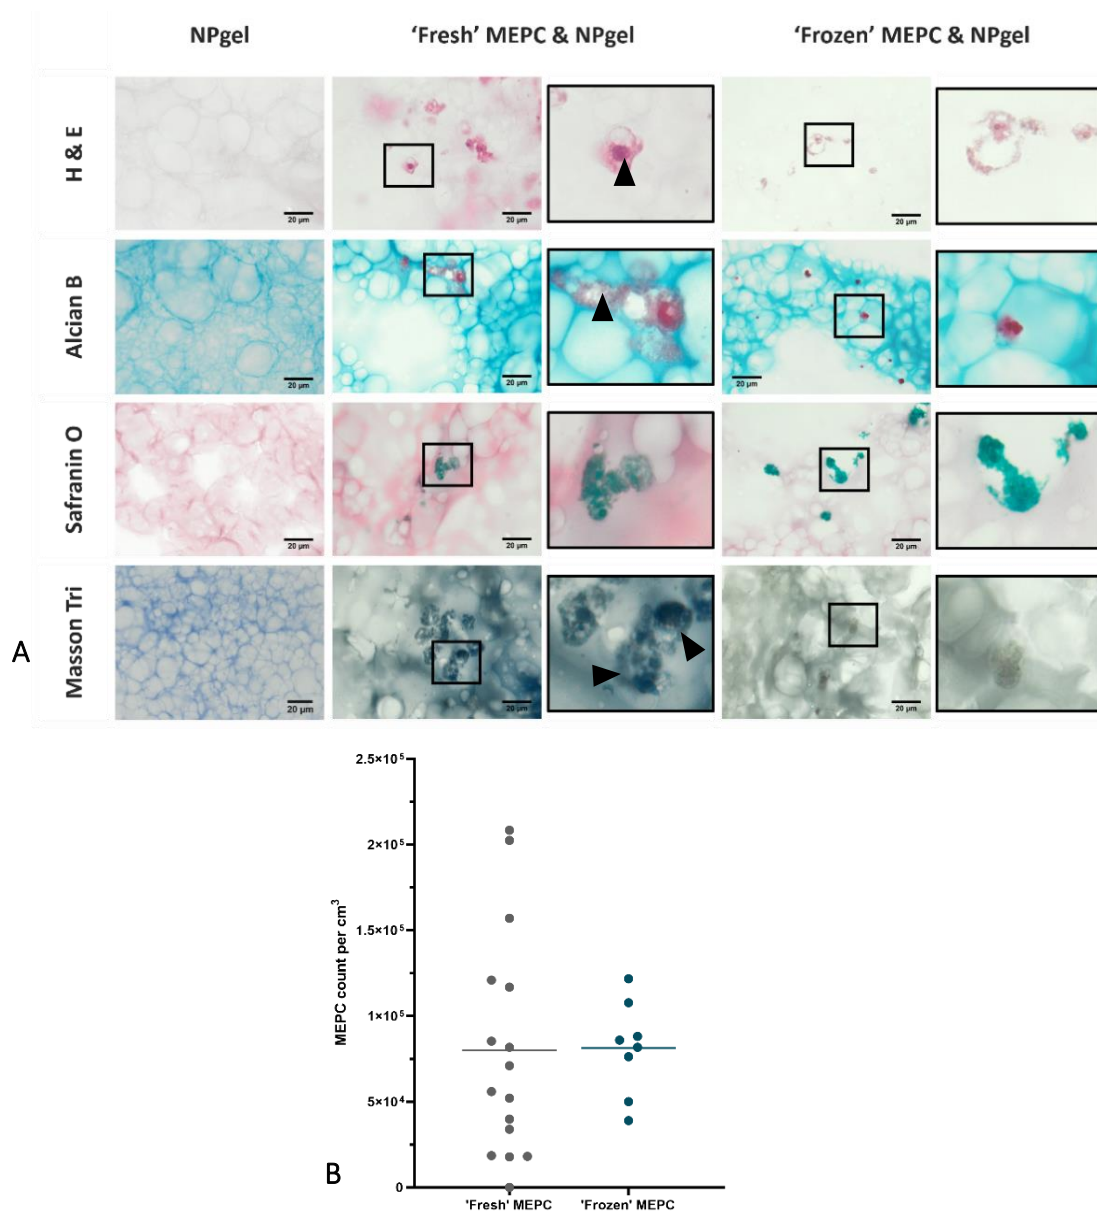 NPgel
‘Fresh’ MEPC & NPgel
‘Frozen’ MEPC & NPgel
H & E
20 µm
20 µm
20 µm
Alcian B
20 µm
20 µm
20 µm
Safranin O
20 µm
20 µm
20 µm
Masson Tri
20 µm
20 µm
20 µm
A
2.5×10⁵
2×10⁵
1.5×10⁵
1×10⁵
5×10⁴
0
MEPC count per cm³
B
'Fresh' MEPC
'Frozen' MEPC